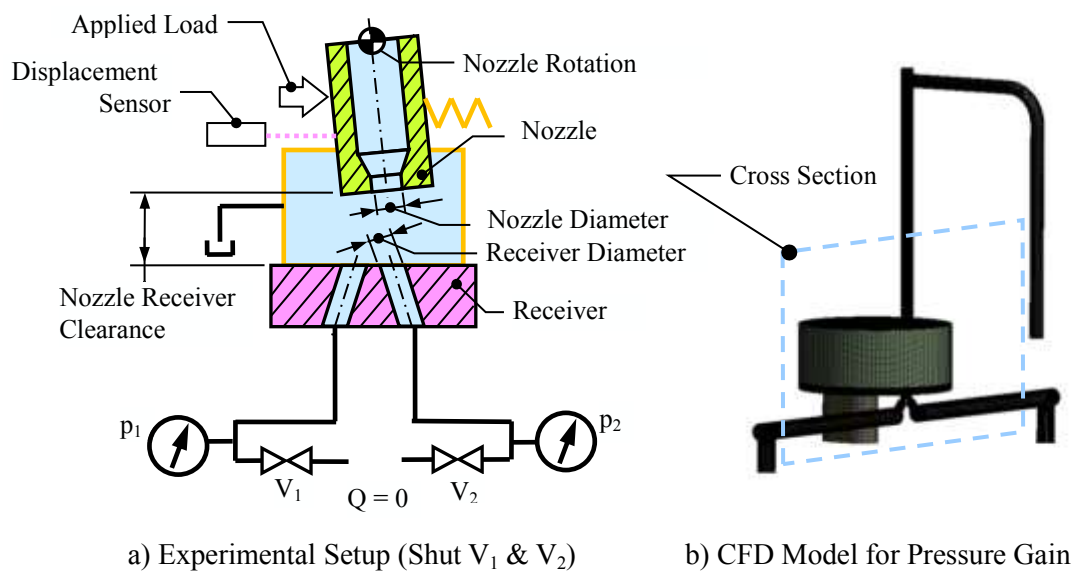 Applied Load
Displacement
Sensor
Nozzle Rotation
Nozzle
Nozzle Diameter
Receiver Diameter
Nozzle Receiver
Clearance
Receiver
p₁
p₂
V₁
Q = 0
V₂
a) Experimental Setup (Shut V₁ & V₂)
Cross Section
b) CFD Model for Pressure Gain